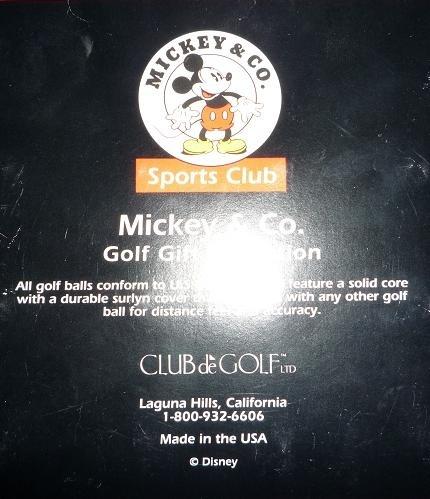 MICKEY & CO.
Sports Club
Mickey & Co.
Golf
All golf balls conform to feature a solid core
with a durable surlyn cover with any other golf
ball for distance accuracy.
CLUB de GOLF™ LTD
Laguna Hills, California
1-800-932-6606
Made in the USA
© Disney